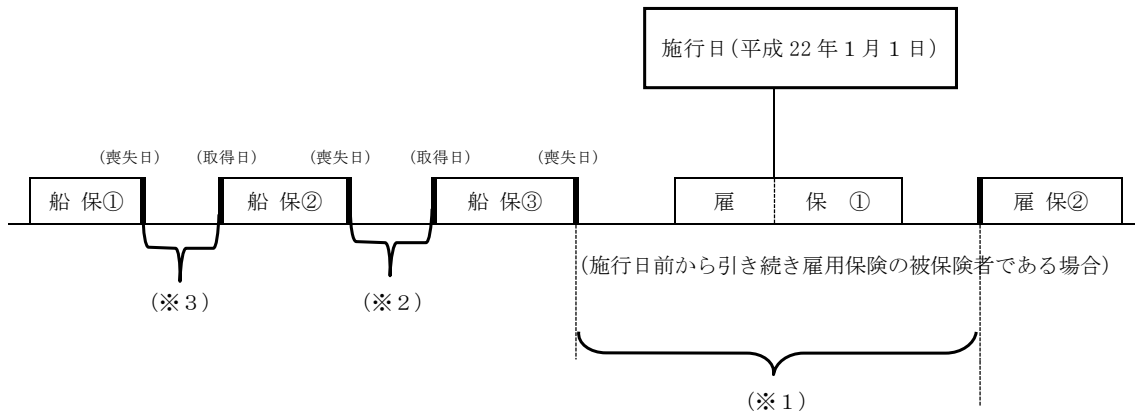 施行日（平成 22 年１月１日）
（喪失日） （取得日） （喪失日） （取得日） （喪失日）
船 保① 船 保② 船 保③ 雇 保 ① 雇 保②
（施行日前から引き続き雇用保険の被保険者である場合）
（※３） （※２）
（※１）